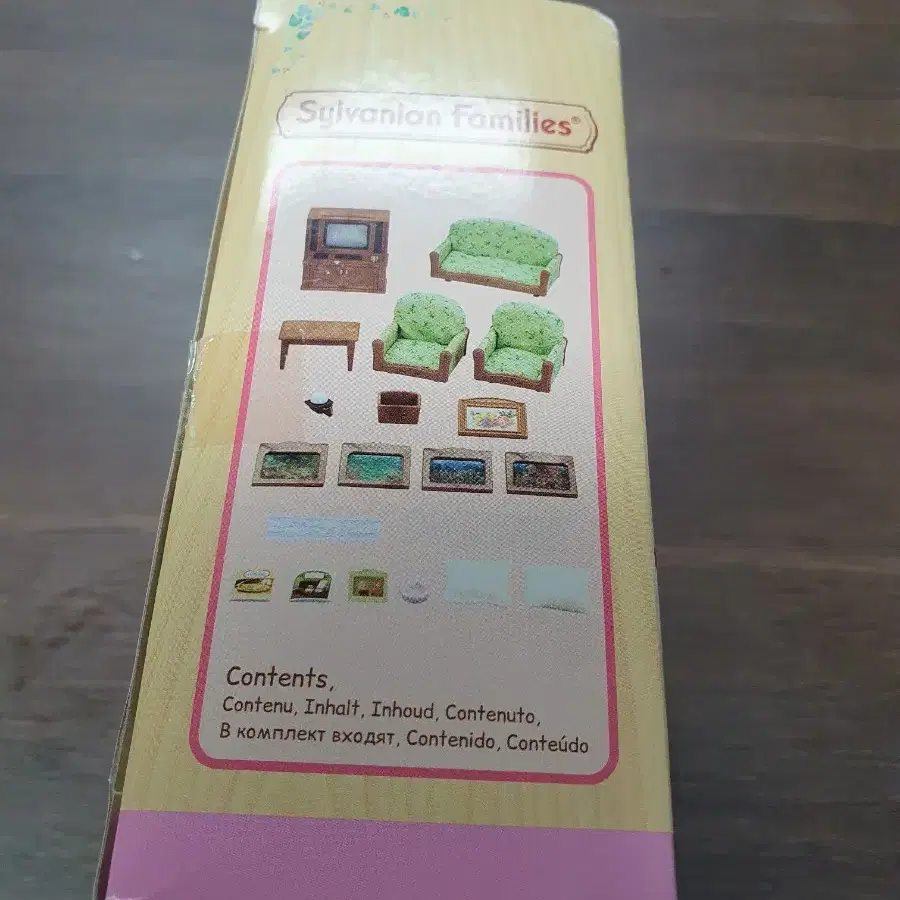 Sylvanian Families®
Contents,
Contenu, Inhalt, Inhoud, Contenuto,
В комплект входят, Contenido, Conteúdo